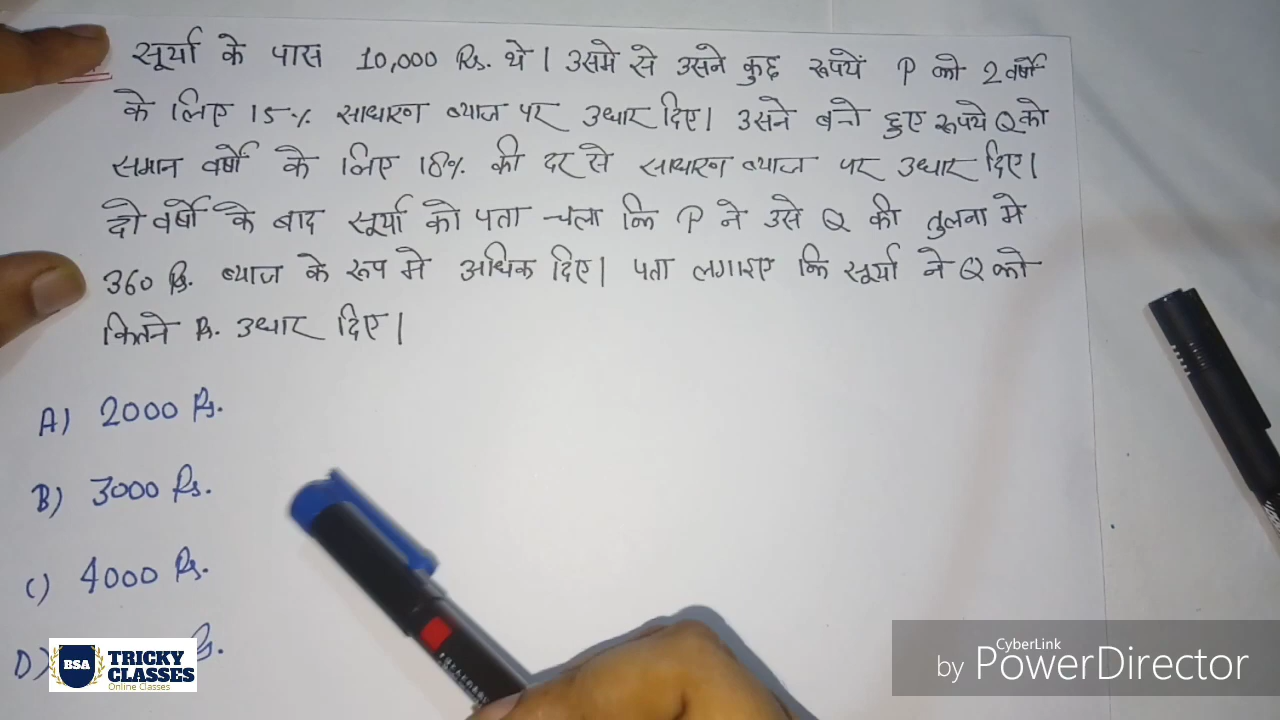 सूर्या के पास 10,000 Rs. थे। उसमे से उसने कुछ रूपयें P को 2 वर्षो
के लिए 15% साधारण ब्याज पर उधार दिए। उसने बचे हुए रूपये Q को
समान वर्षो के लिए 18% की दर से साधारण ब्याज पर उधार दिए।
दो वर्षो के बाद सूर्या को पता चला कि P ने उसे Q की तुलना मे
360 Rs. ब्याज के रूप मे अधिक दिए। पता लगाइए कि सूर्या ने Q को
कितने Rs. उधार दिए।
A) 2000 Rs.
B) 3000 Rs.
C) 4000 Rs.
D) Rs.
BSA TRICKY CLASSES
Online Classes
CyberLink
by PowerDirector